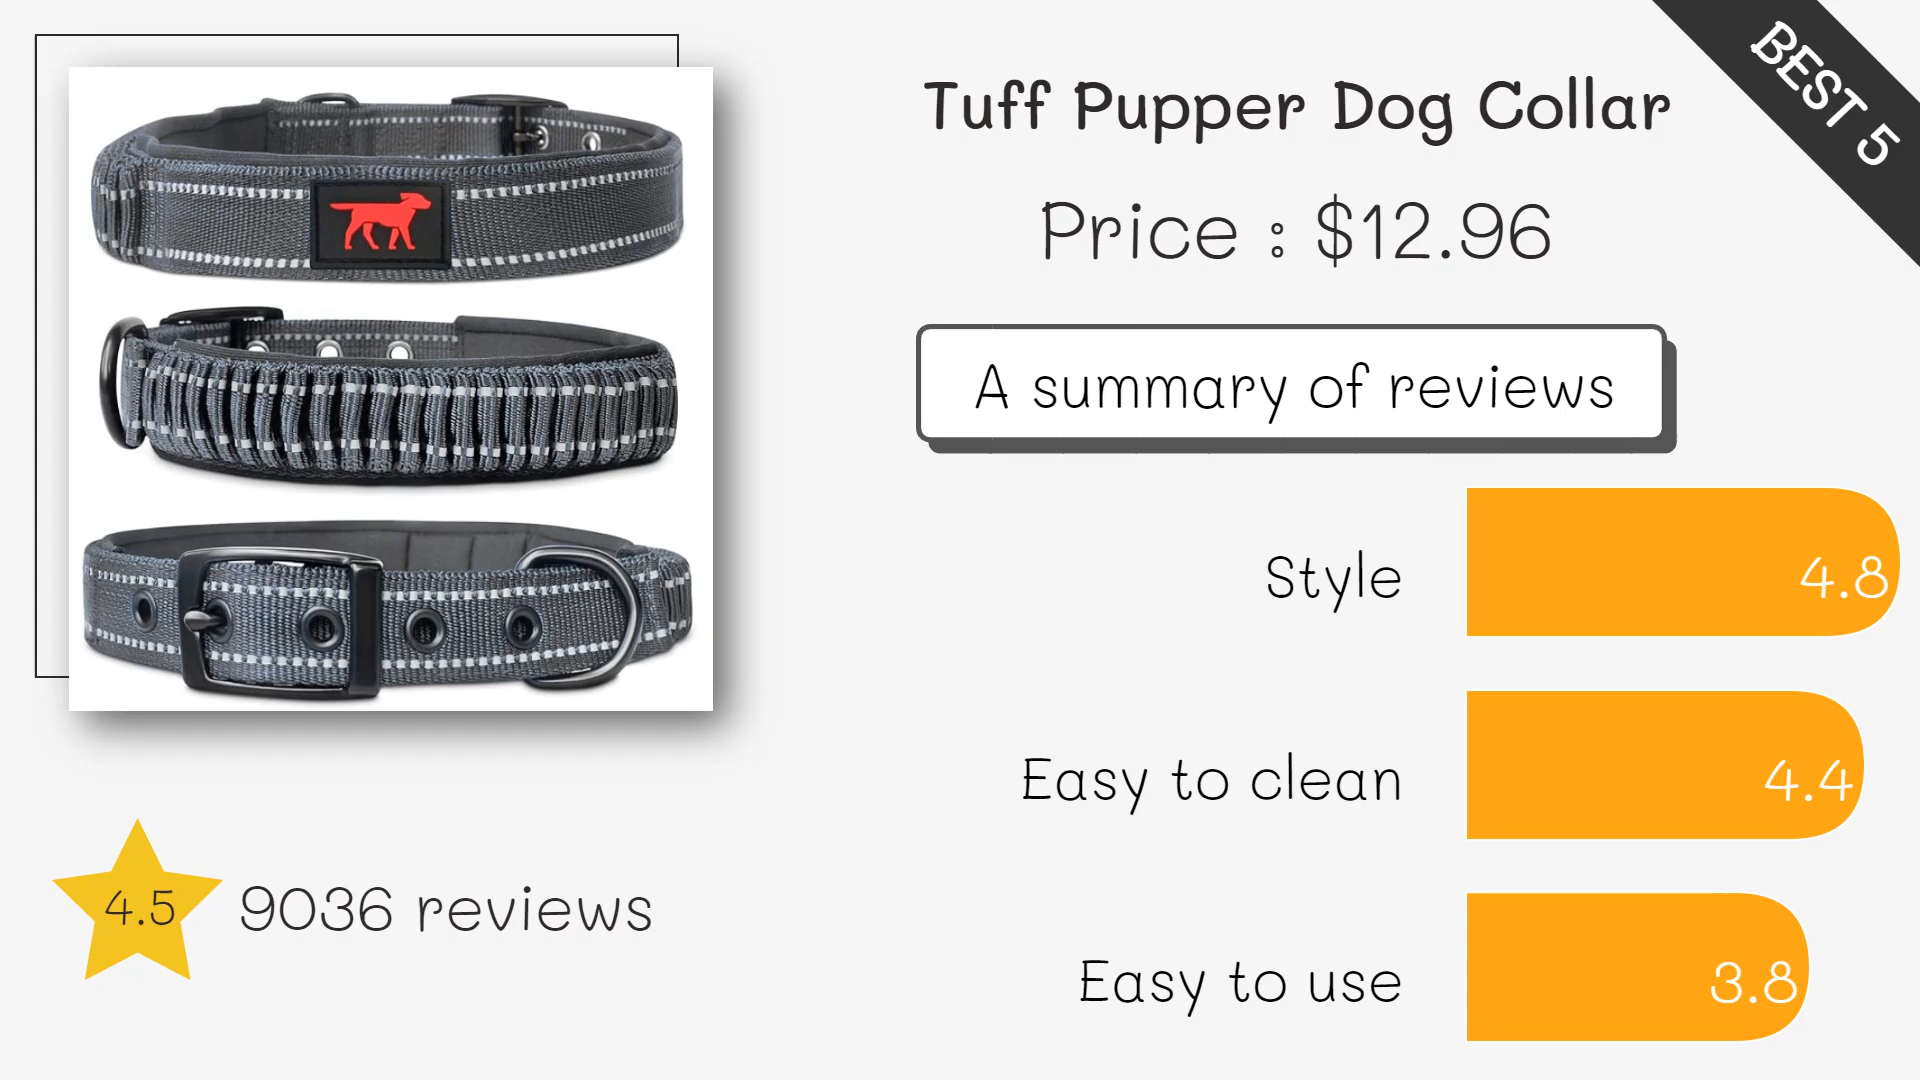 BEST 5
Tuff Pupper Dog Collar
Price : $12.96
A summary of reviews
Style 4.8
Easy to clean 4.4
Easy to use 3.8
4.5 9036 reviews